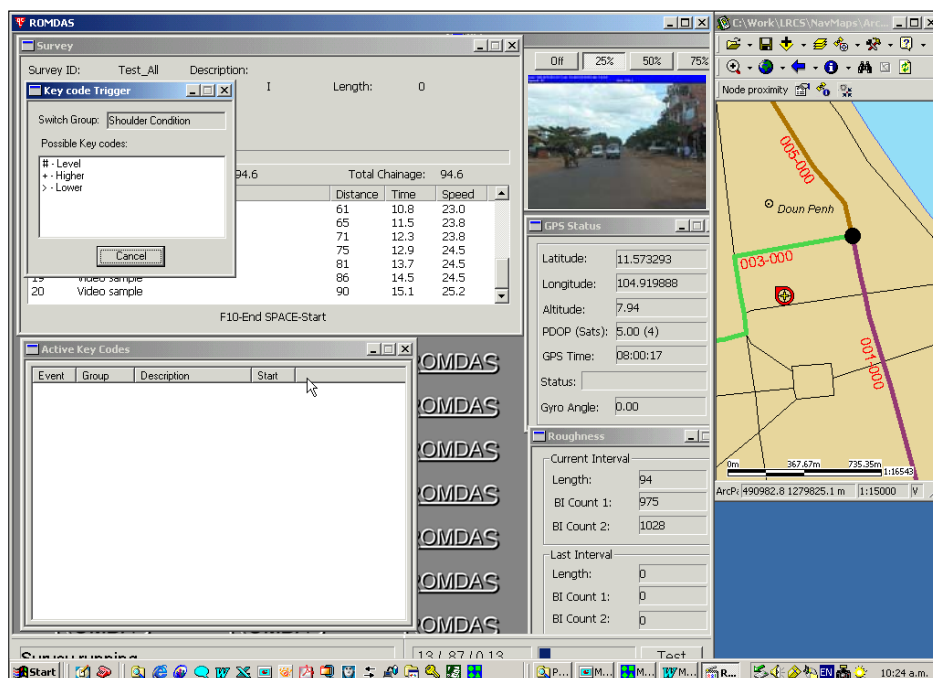 ROMDAS
Survey
Survey ID: Test_All Description:
I Length: 0
94.6 Total Chainage: 94.6
Distance Time Speed
61 10.8 23.0
65 11.5 23.8
71 12.3 23.8
75 12.9 24.5
81 13.7 24.5
86 14.5 24.5
19 Video sample
20 Video sample 90 15.1 25.2
F10-End SPACE-Start
Key code Trigger
Switch Group: Shoulder Condition
Possible Key codes:
# - Level
+ - Higher
> - Lower
Cancel
Off 25% 50% 75%
GPS Status
Latitude: 11.573293
Longitude: 104.919888
Altitude: 7.94
PDOP (Sats): 5.00 (4)
GPS Time: 08:00:17
Status:
Gyro Angle: 0.00
Active Key Codes
Event Group Description Start
ROMDAS
ROMDAS
ROMDAS
ROMDAS
ROMDAS
ROMDAS
ROMDAS
Roughness
Current Interval
Length: 94
BI Count 1: 975
BI Count 2: 1028
Last Interval
Length: 0
BI Count 1: 0
BI Count 2: 0
Survey running 13 / 87 / 0.13 Test
C:\Work\LRCS\NavMaps\Arc...
Node proximity
005-000
Doun Penh
003-000
001-000
0m 367.67m 735.35m
1:16543
ArcPa 490982.8 1279825.1 m 1:15000 V
Start P... M... M... M... R... EN 10:24 a.m.